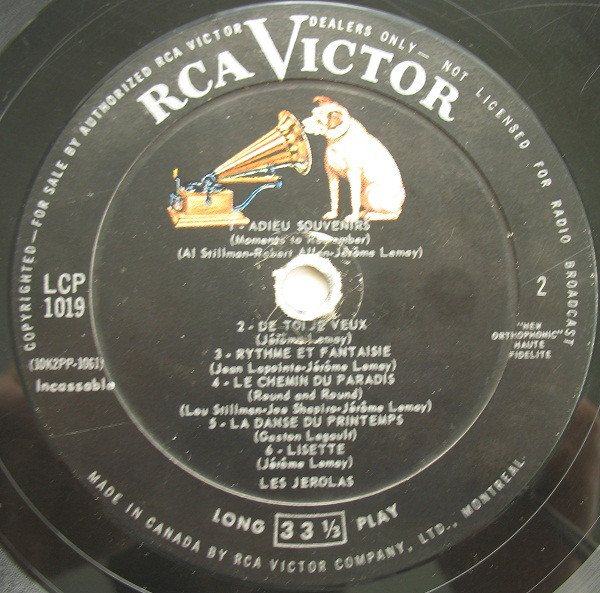 COPYRIGHTED—FOR SALE BY AUTHORIZED RCA VICTOR DEALERS ONLY—NOT LICENSED FOR RADIO BROADCAST
RCA VICTOR
1 - ADIEU SOUVENIRS
(Moments to Remember)
(Al Stillman-Robert Allen-Jérôme Lemay)
LCP
1019
2
2 - DE TOI JE VEUX
(Jérôme Lemay)
3 - RYTHME ET FANTAISIE
(Jean Lapointe-Jérôme Lemay)
4 - LE CHEMIN DU PARADIS
(Round and Round)
(Lou Stillman-Joe Shapiro-Jérôme Lemay)
5 - LA DANSE DU PRINTEMPS
(Gaston Legault)
6 - LISETTE
(Jérôme Lemay)
LES JEROLAS
(10K2PP-1061)
Incassable
"NEW
ORTHOPHONIC"
HAUTE
FIDELITE
LONG 33 1/3 PLAY
MADE IN CANADA BY RCA VICTOR COMPANY, LTD., MONTREAL